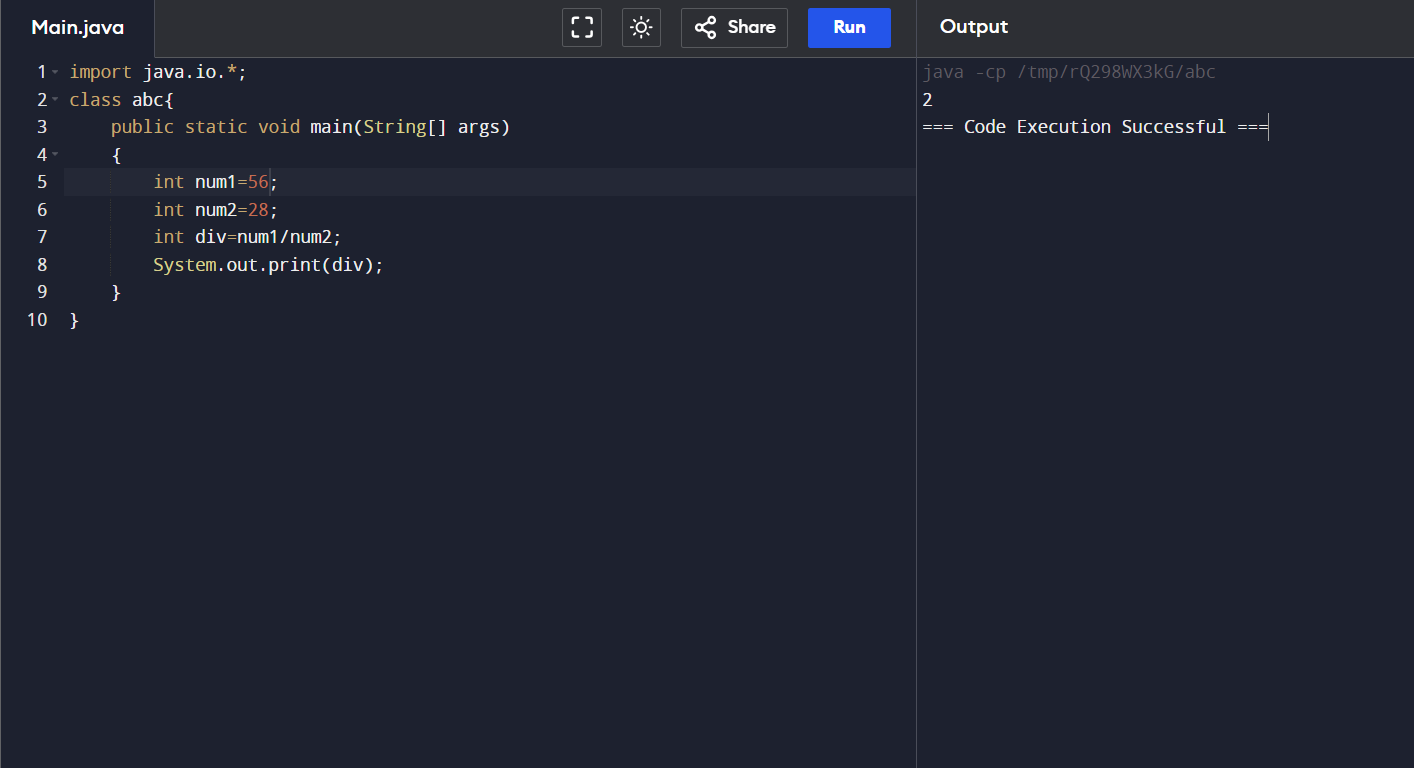 Main.java
Share
Run
Output
1 import java.io.*;
2 class abc{
3     public static void main(String[] args)
4     {
5         int num1=56;
6         int num2=28;
7         int div=num1/num2;
8         System.out.print(div);
9     }
10 }
java -cp /tmp/rQ298WX3kG/abc
2
=== Code Execution Successful ===